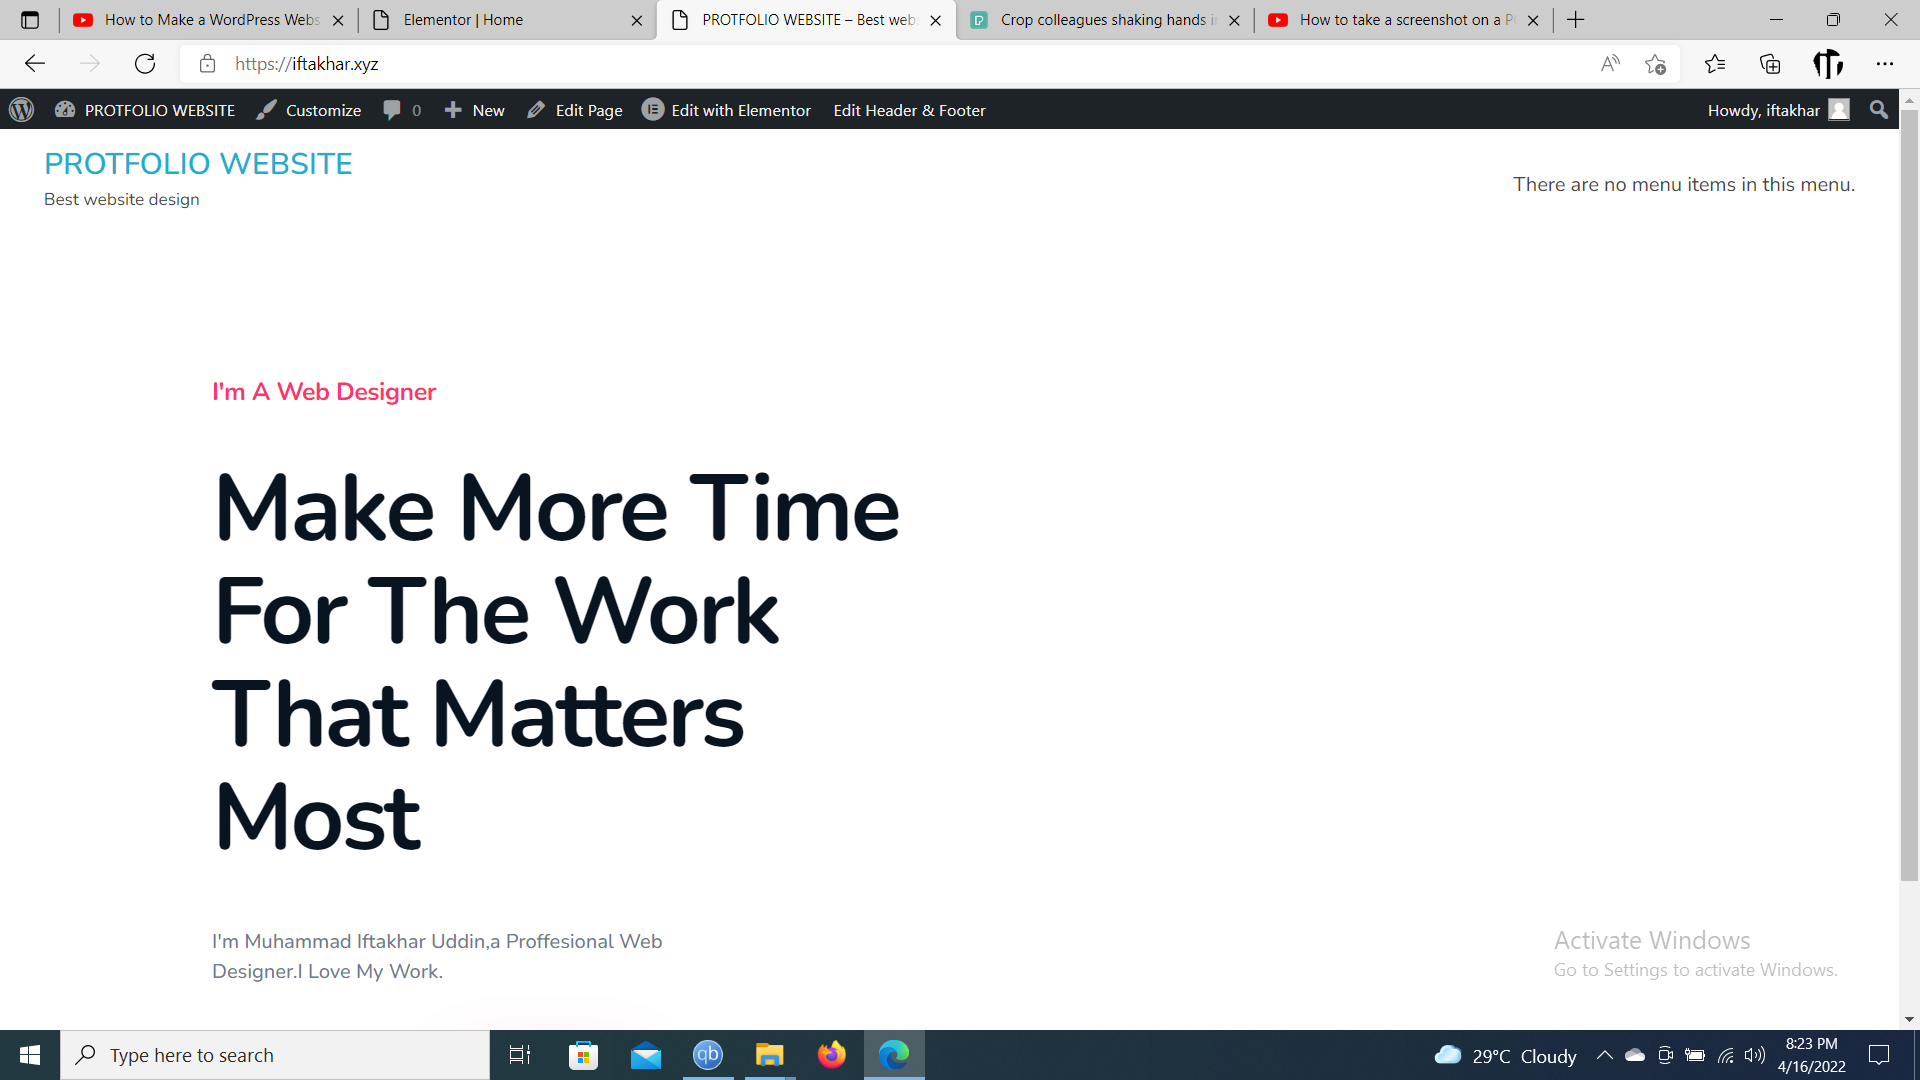 How to Make a WordPress Webs
Elementor | Home
PROTFOLIO WEBSITE – Best web
Crop colleagues shaking hands i
How to take a screenshot on a P
https://iftakhar.xyz
PROTFOLIO WEBSITE
Customize
0
New
Edit Page
Edit with Elementor
Edit Header & Footer
Howdy, iftakhar
PROTFOLIO WEBSITE
Best website design
There are no menu items in this menu.
I'm A Web Designer
Make More Time
For The Work
That Matters
Most
I'm Muhammad Iftakhar Uddin,a Proffesional Web
Designer.I Love My Work.
Activate Windows
Go to Settings to activate Windows.
Type here to search
qb
29°C Cloudy
8:23 PM
4/16/2022